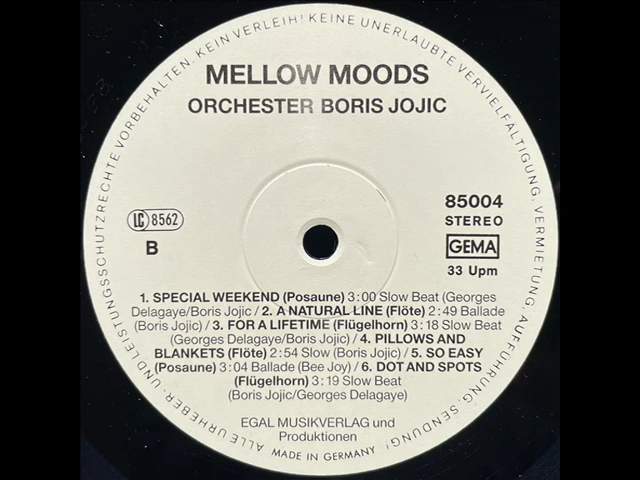 ALLE URHEBER- UND LEISTUNGSSCHUTZRECHTE VORBEHALTEN. KEIN VERLEIH! KEINE UNERLAUBTE VERVIELFÄLTIGUNG, VERMIETUNG, AUFFÜHRUNG, SENDUNG!
MELLOW MOODS
ORCHESTER BORIS JOJIC
85004
STEREO
LC 8562
B
GEMA
33 Upm
1. SPECIAL WEEKEND (Posaune) 3:00 Slow Beat (Georges
Delagaye/Boris Jojic) / 2. A NATURAL LINE (Flöte) 2:49 Ballade
(Boris Jojic) / 3. FOR A LIFETIME (Flügelhorn) 3:18 Slow Beat
(Georges Delagaye/Boris Jojic) / 4. PILLOWS AND
BLANKETS (Flöte) 2:54 Slow (Boris Jojic) / 5. SO EASY
(Posaune) 3:04 Ballade (Bee Joy) / 6. DOT AND SPOTS
(Flügelhorn) 3:19 Slow Beat
(Boris Jojic/Georges Delagaye)
EGAL MUSIKVERLAG und
Produktionen
MADE IN GERMANY